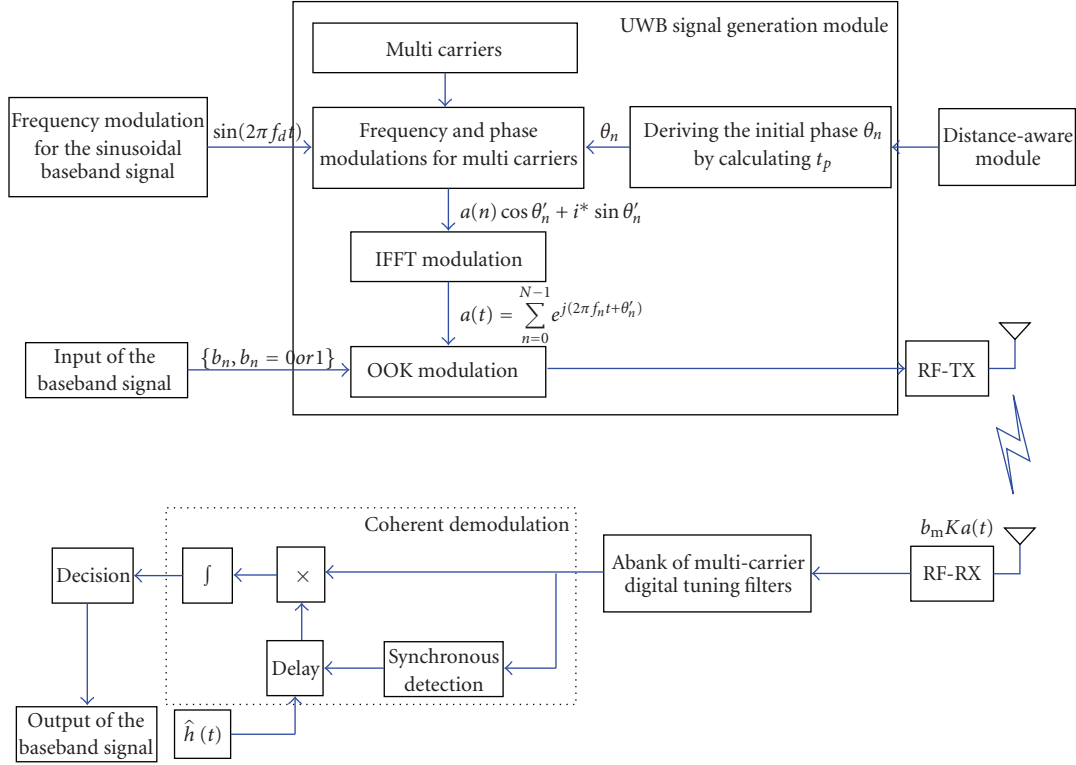 UWB signal generation module
Multi carriers
Frequency modulation
for the sinusoidal
baseband signal
sin(2πf_d t)
Frequency and phase
modulations for multi carriers
θ_n
Deriving the initial phase θ_n
by calculating t_p
Distance-aware
module
a(n) cos θ′_n + i* sin θ′_n
IFFT modulation
a(t) = ∑_{n=0}^{N−1} e^{j(2πf_n t+θ′_n)}
Input of the
baseband signal
{b_n, b_n = 0or1}
OOK modulation
RF-TX
Coherent demodulation
b_m Ka(t)
Decision
∫
×
Abank of multi-carrier
digital tuning filters
RF-RX
Delay
Synchronous
detection
Output of the
baseband signal
ĥ (t)